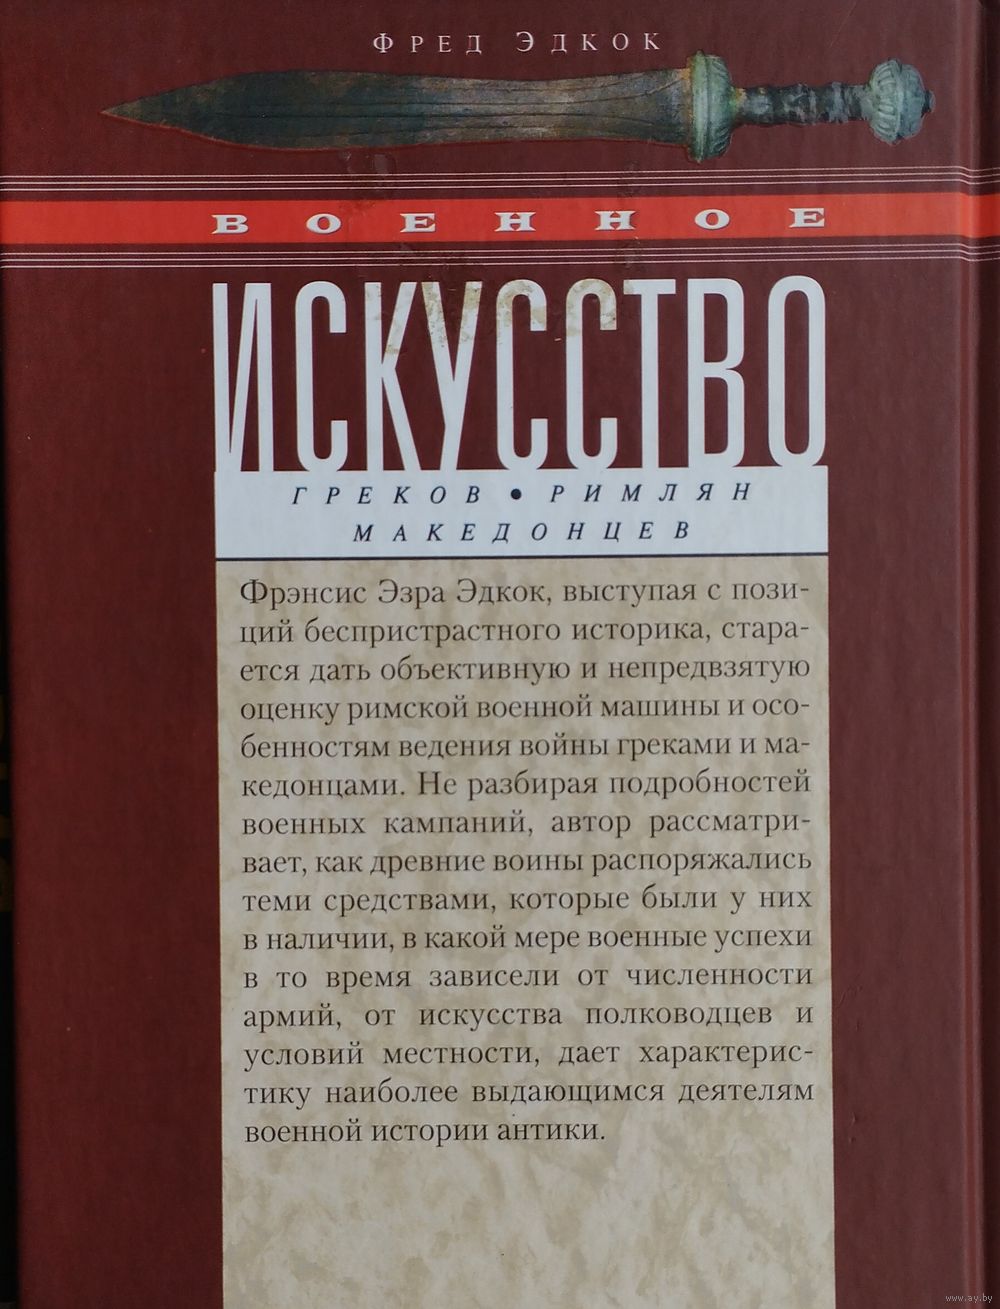 ФРЕД ЭДКОК
ВОЕННОЕ
ИСКУССТВО
ГРЕКОВ • РИМЛЯН
МАКЕДОНЦЕВ
Фрэнсис Эзра Эдкок, выступая с пози-
ций беспристрастного историка, стара-
ется дать объективную и непредвзятую
оценку римской военной машины и осо-
бенностям ведения войны греками и ма-
кедонцами. Не разбирая подробностей
военных кампаний, автор рассматри-
вает, как древние воины распоряжались
теми средствами, которые были у них
в наличии, в какой мере военные успехи
в то время зависели от численности
армий, от искусства полководцев и
условий местности, дает характерис-
тику наиболее выдающимся деятелям
военной истории антики.
www.ay.by